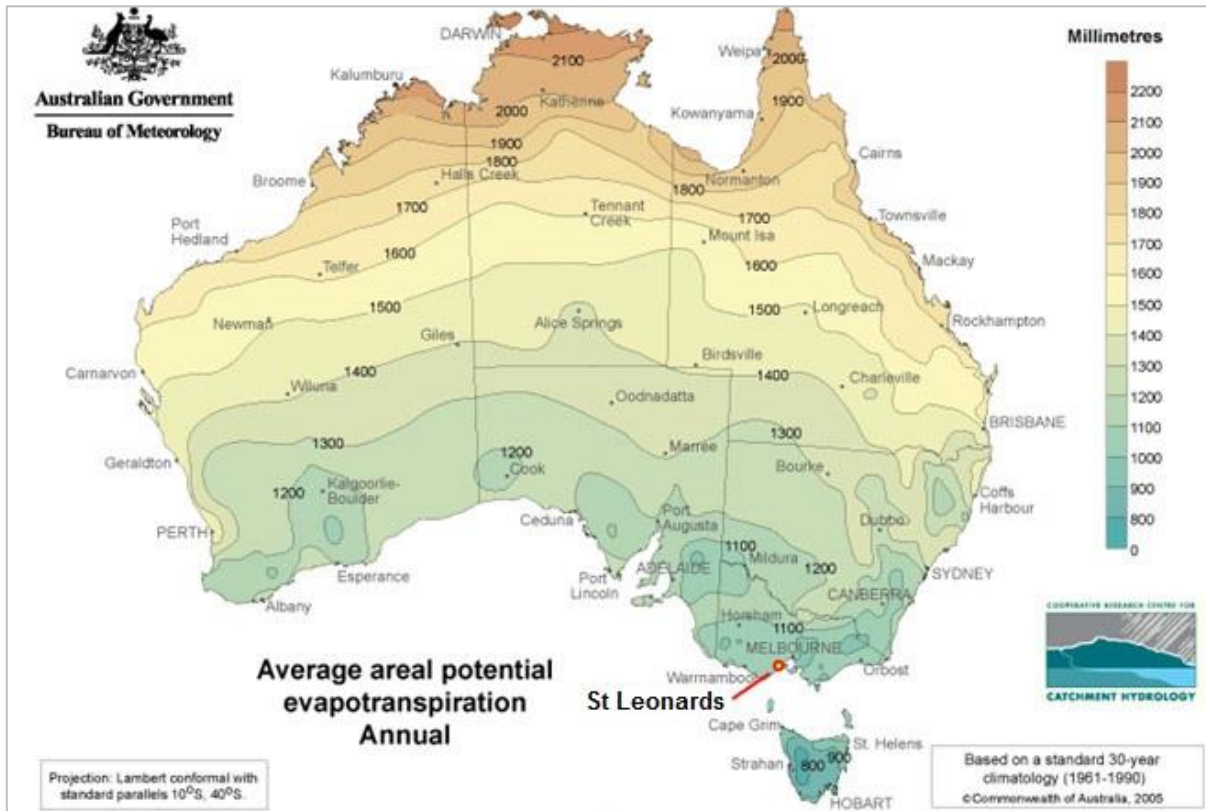 Australian Government
Bureau of Meteorology
DARWIN
2100
Kalumburu
Katherine
2000
1900
1800
Halls Creek
Broome
1700
Port
Hedland
Telfer
1600
Tennant
Creek
Weipa
2000
1900
Kowanyama
Cairns
Normanton
1800
1700
Townsville
Mount Isa
Mackay
1600
1500
Newman
1500
Longreach
Alice Springs
Rockhampton
Giles
Birdsville
Carnarvon
1400
Wiluna
1400
Charleville
Oodnadatta
BRISBANE
1300
1300
Geraldton
1200
Cook
Marree
Bourke
1200
Kalgoorlie-
Boulder
Coffs
Harbour
PERTH
Ceduna
Port
Augusta
Dubbo
1100
Mildura
ADELAIDE
Esperance
Port
Lincoln
1200
SYDNEY
CANBERRA
Albany
Horsham
1100
MELBOURNE
Orbost
Warrnambool
St Leonards
Cape Grim
St. Helens
900
800
Strahan
HOBART
Average areal potential
evapotranspiration
Annual
Millimetres
2200
2100
2000
1900
1800
1700
1600
1500
1400
1300
1200
1100
1000
900
800
0
COOPERATIVE RESEARCH CENTRE FOR
CATCHMENT HYDROLOGY
Projection: Lambert conformal with
standard parallels 10°S, 40°S.
Based on a standard 30-year
climatology (1961-1990)
©Commonwealth of Australia, 2005